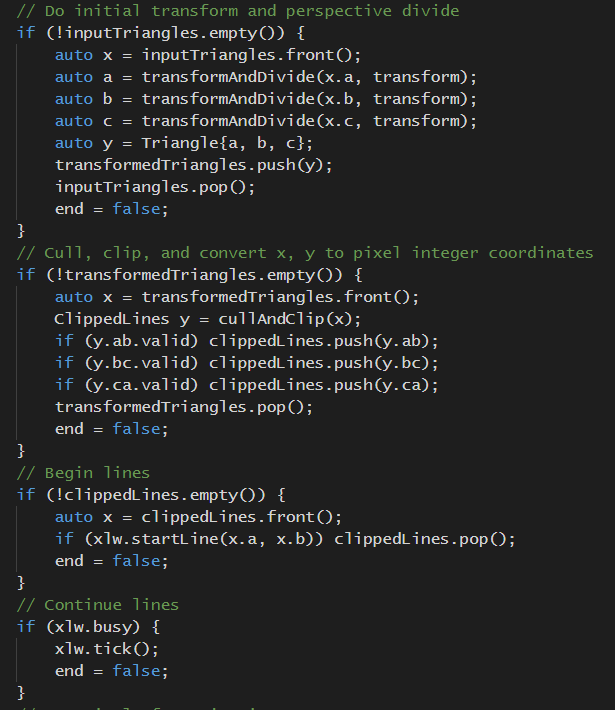 // Do initial transform and perspective divide
if (!inputTriangles.empty()) {
    auto x = inputTriangles.front();
    auto a = transformAndDivide(x.a, transform);
    auto b = transformAndDivide(x.b, transform);
    auto c = transformAndDivide(x.c, transform);
    auto y = Triangle{a, b, c};
    transformedTriangles.push(y);
    inputTriangles.pop();
    end = false;
}
// Cull, clip, and convert x, y to pixel integer coordinates
if (!transformedTriangles.empty()) {
    auto x = transformedTriangles.front();
    ClippedLines y = cullAndClip(x);
    if (y.ab.valid) clippedLines.push(y.ab);
    if (y.bc.valid) clippedLines.push(y.bc);
    if (y.ca.valid) clippedLines.push(y.ca);
    transformedTriangles.pop();
    end = false;
}
// Begin lines
if (!clippedLines.empty()) {
    auto x = clippedLines.front();
    if (xlw.startLine(x.a, x.b)) clippedLines.pop();
    end = false;
}
// Continue lines
if (xlw.busy) {
    xlw.tick();
    end = false;
}